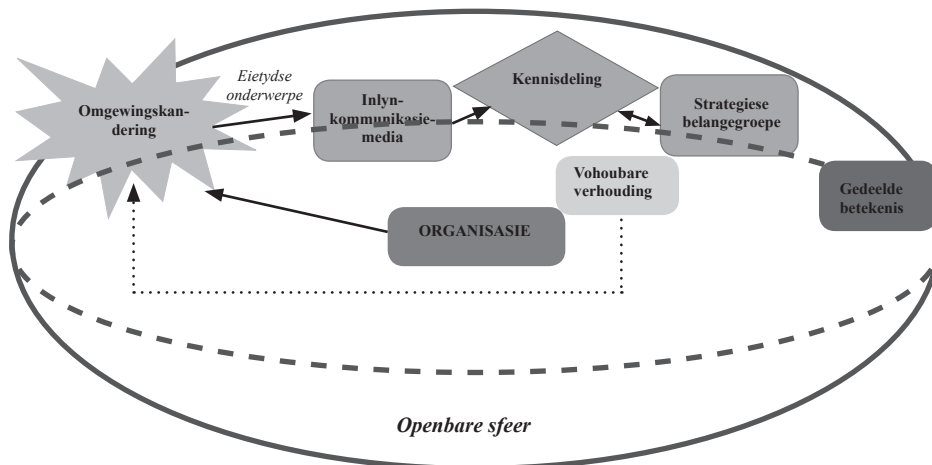 Omgewingskan-
dering
Eietydse
onderwerpe
Inlyn-
kommunikasie-
media
Kennisdeling
Strategiese
belangegroepe
Vohoubare
verhouding
Gedeelde
betekenis
ORGANISASIE
Openbare sfeer